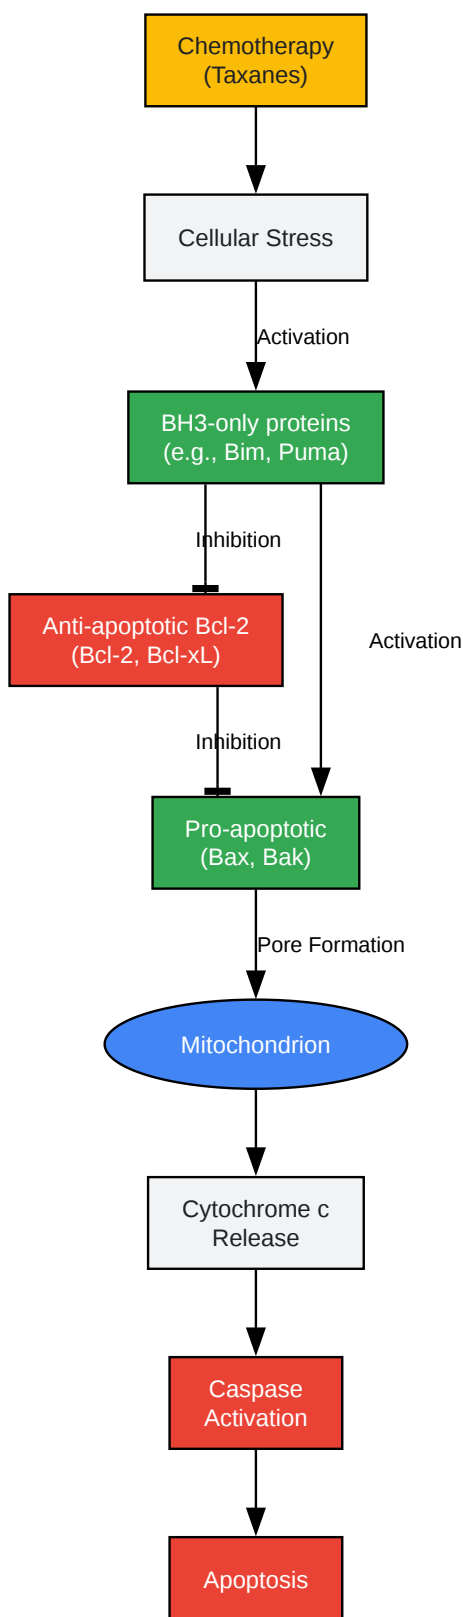 Chemotherapy
(Taxanes)
Cellular Stress
Activation
BH3-only proteins
(e.g., Bim, Puma)
Inhibition
Anti-apoptotic Bcl-2
(Bcl-2, Bcl-xL)
Activation
Inhibition
Pro-apoptotic
(Bax, Bak)
Pore Formation
Mitochondrion
Cytochrome c
Release
Caspase
Activation
Apoptosis